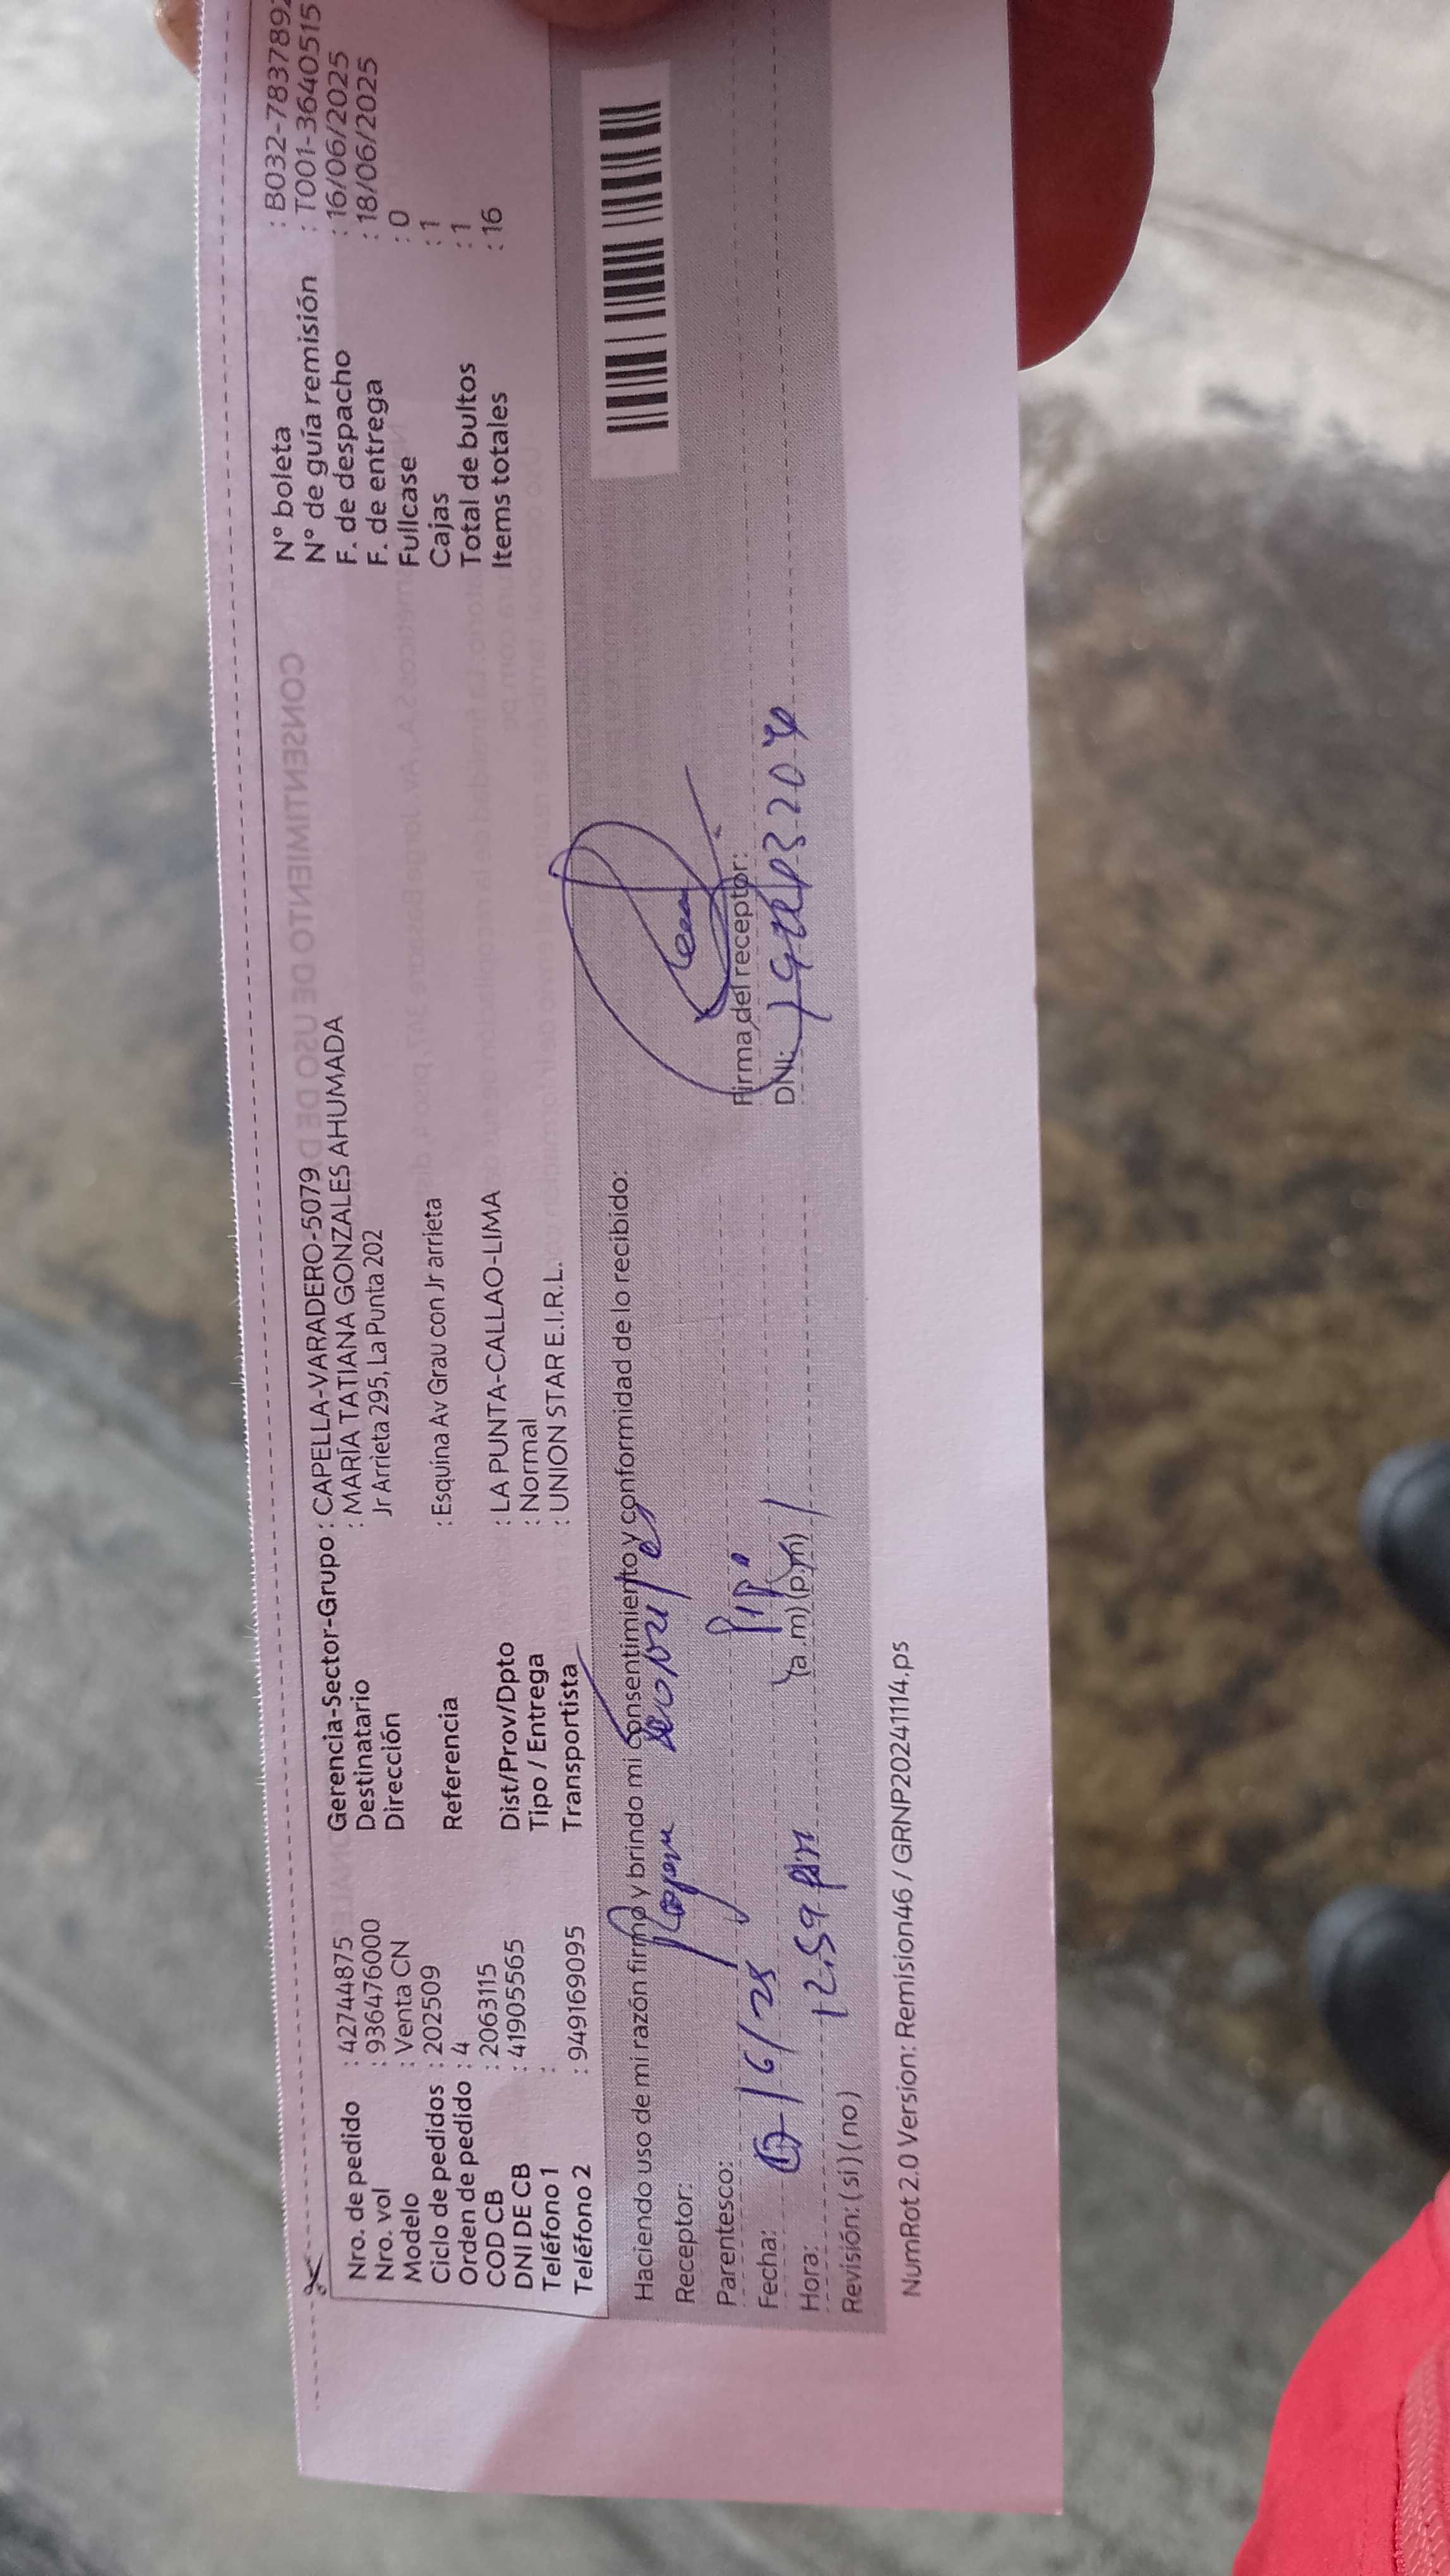 Nro. de pedido : 42744875
Nro. vol : 936476000
Modelo : Venta CN
Ciclo de pedidos : 202509
Orden de pedido : 4
COD CB : 2063115
DNI DE CB : 41905565
Teléfono 1 :
Teléfono 2 : 949169095
Gerencia-Sector-Grupo : CAPELLA-VARADERO-5079
Destinatario : MARÍA TATIANA GONZALES AHUMADA
Dirección Jr Arrieta 295, La Punta 202
Referencia : Esquina Av Grau con Jr arrieta
Dist/Prov/Dpto : LA PUNTA-CALLAO-LIMA
Tipo / Entrega : Normal
Transportista : UNION STAR E.I.R.L.
N° boleta : B032-7837892
N° de guía remisión : T001-3640515
F. de despacho : 16/06/2025
F. de entrega : 18/06/2025
Fullcase : 0
Cajas : 1
Total de bultos : 1
Items totales : 16
Haciendo uso de mi razón firmo y brindo mi consentimiento y conformidad de lo recibido:
Receptor:
Parentesco:
Fecha: /6/25
Hora: 12.59 pm (a.m) (p.m)
Revisión: (si) (no)
Firma del receptor:
DNI:
NumRot 2.0 Version: Remision46 / GRNP20241114.ps